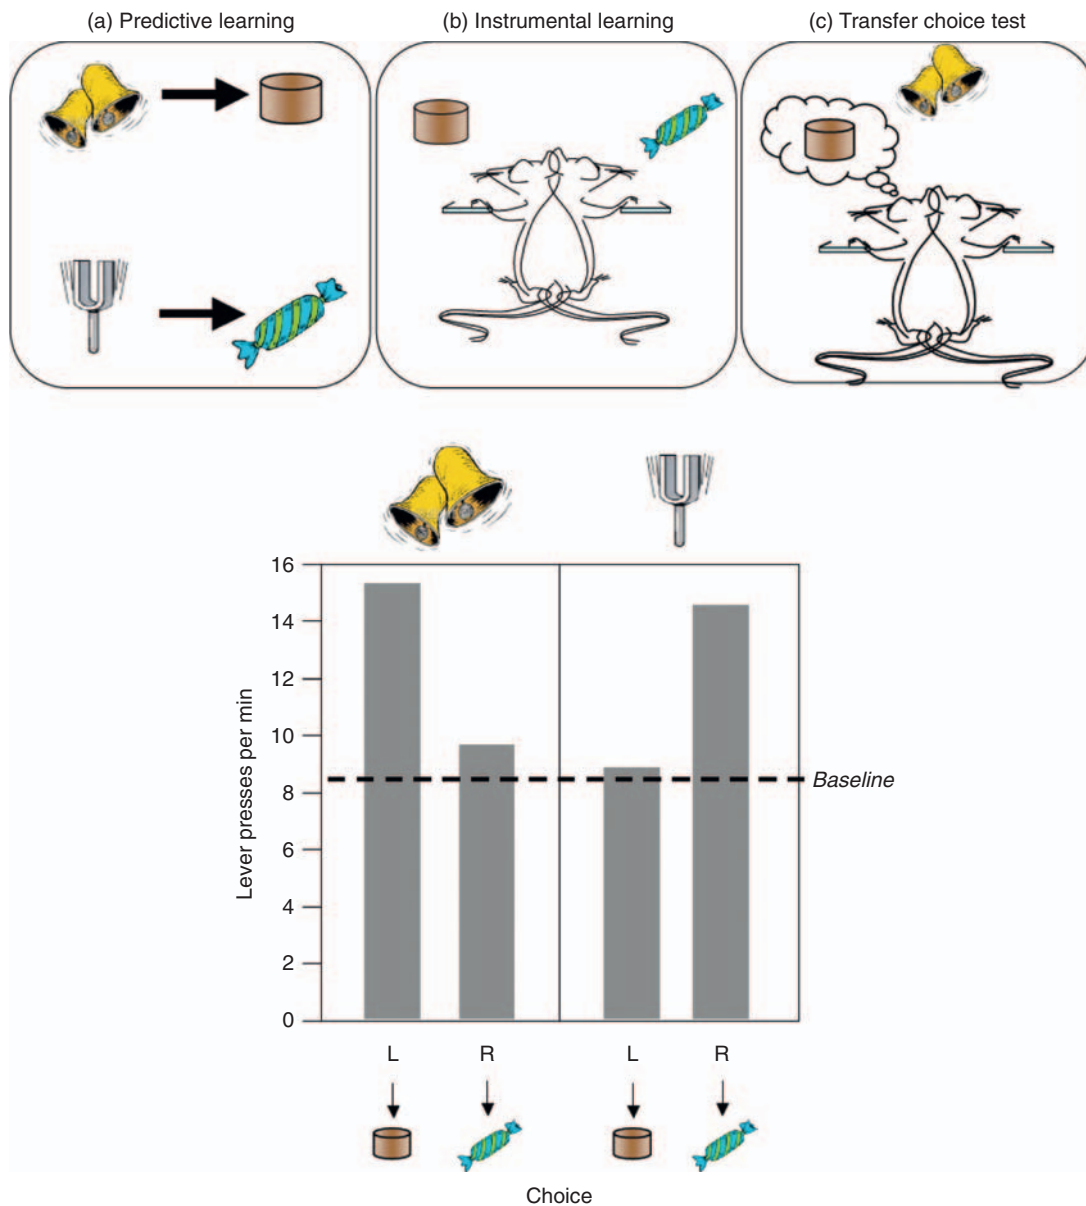 (a) Predictive learning
(b) Instrumental learning
(c) Transfer choice test
16
14
12
10
8
6
4
2
0
Lever presses per min
Baseline
L
R
L
R
Choice